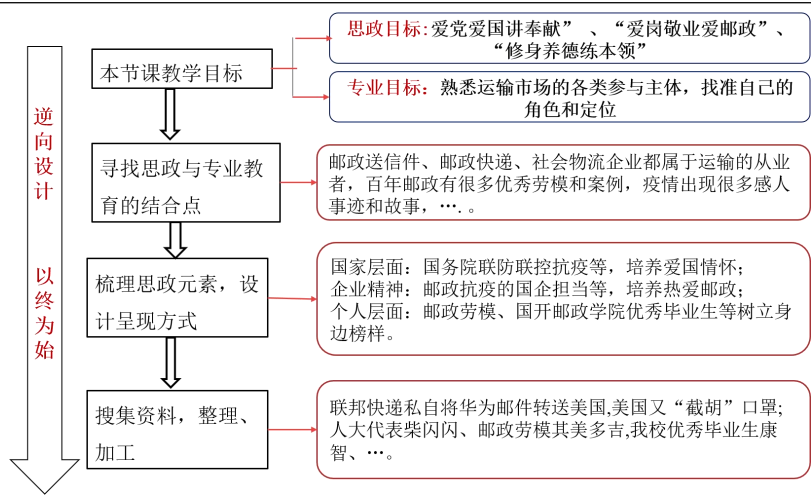 逆向设计
以终为始
本节课教学目标
思政目标:爱党爱国讲奉献”、“爱岗敬业爱邮政”、
“修身养德练本领”
专业目标：熟悉运输市场的各类参与主体，找准自己的
角色和定位
寻找思政与专业教
育的结合点
邮政送信件、邮政快递、社会物流企业都属于运输的从业
者，百年邮政有很多优秀劳模和案例，疫情出现很多感人
事迹和故事，…．。
梳理思政元素，设
计呈现方式
国家层面：国务院联防联控抗疫等，培养爱国情怀；
企业精神：邮政抗疫的国企担当等，培养热爱邮政；
个人层面：邮政劳模、国开邮政学院优秀毕业生等树立身
边榜样。
搜集资料，整理、
加工
联邦快递私自将华为邮件转送美国,美国又“截胡”口罩;
人大代表柴闪闪、邮政劳模其美多吉,我校优秀毕业生康
智、…。